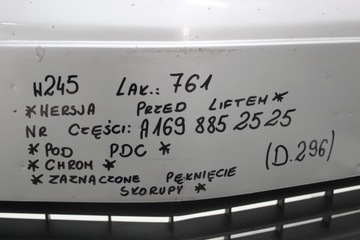 W245 LAK.: 761
*WERSJA PRZED LIFTEM*
NR CZĘŚCI: A169 885 25 25
*POD PDC*
*CHROM*
(D.296)
*ZAZNACZONE PĘKNIĘCIE
SKORUPY*